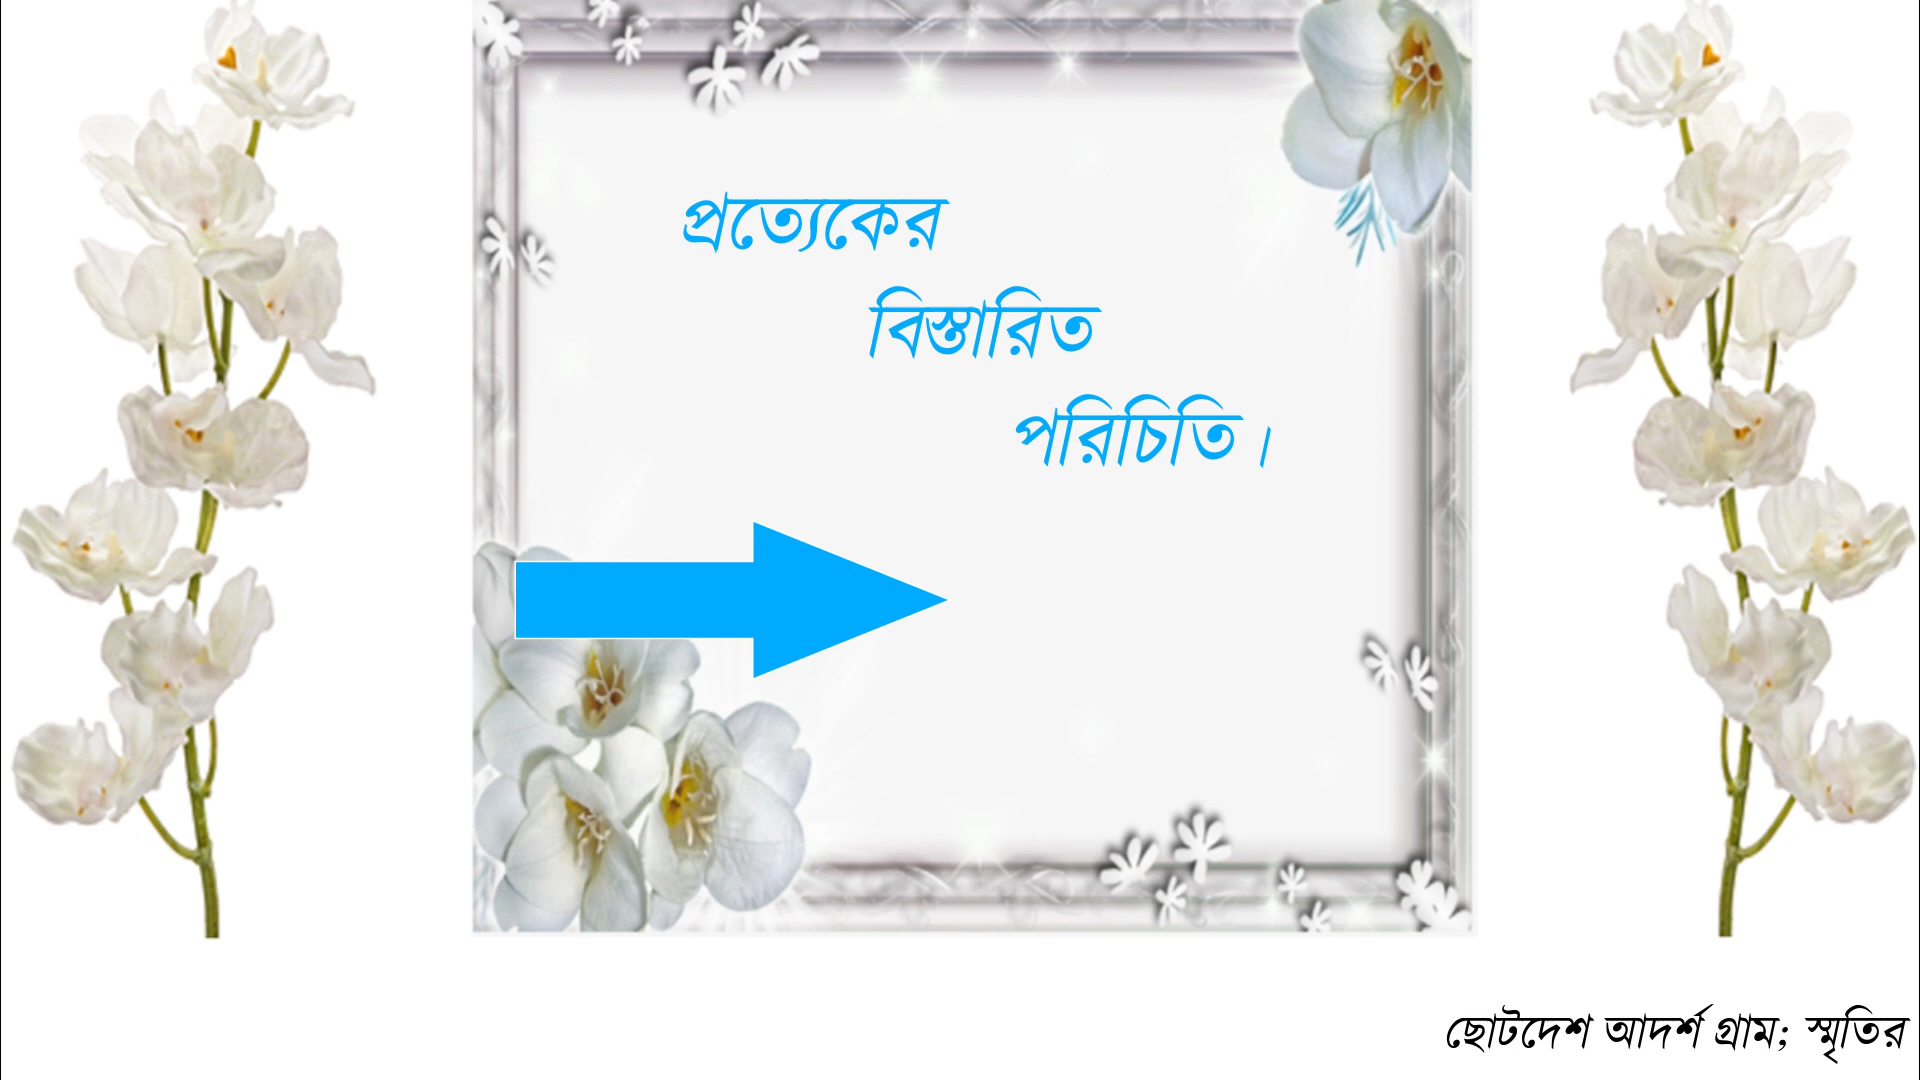 প্রত্যেকের
বিস্তারিত
পরিচিতি।
ছোটদেশ আদর্শ গ্রাম; স্মৃতির